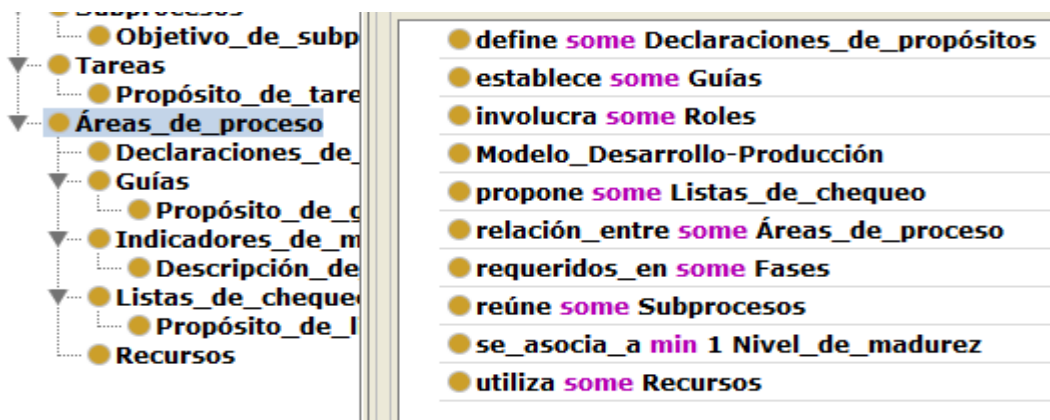 Objetivo_de_subp
Tareas
Propósito_de_tare
Áreas_de_proceso
Declaraciones_de_
Guías
Propósito_de_g
Indicadores_de_m
Descripción_de
Listas_de_cheque
Propósito_de_l
Recursos
define some Declaraciones_de_propósitos
establece some Guías
involucra some Roles
Modelo_Desarrollo-Producción
propone some Listas_de_chequeo
relación_entre some Áreas_de_proceso
requeridos_en some Fases
reúne some Subprocesos
se_asocia_a min 1 Nivel_de_madurez
utiliza some Recursos